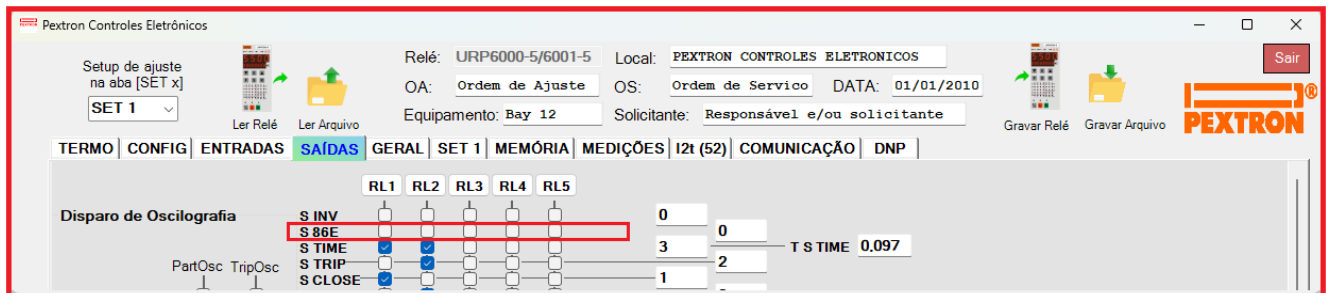 PEXTRON Pextron Controles Eletrônicos
Setup de ajuste
na aba [SET x]
SET 1
Ler Relé
Ler Arquivo
Relé: URP6000-5/6001-5 Local: PEXTRON CONTROLES ELETRONICOS
OA: Ordem de Ajuste OS: Ordem de Servico DATA: 01/01/2010
Equipamento: Bay 12 Solicitante: Responsável e/ou solicitante
Gravar Relé
Gravar Arquivo
Sair
PEXTRON®
TERMO CONFIG ENTRADAS SAÍDAS GERAL SET 1 MEMÓRIA MEDIÇÕES I2t (52) COMUNICAÇÃO DNP
RL1 RL2 RL3 RL4 RL5
Disparo de Oscilografia S INV 0
S 86E 0
S TIME 3 T S TIME 0.097
PartOsc TripOsc S TRIP 2
S CLOSE 1